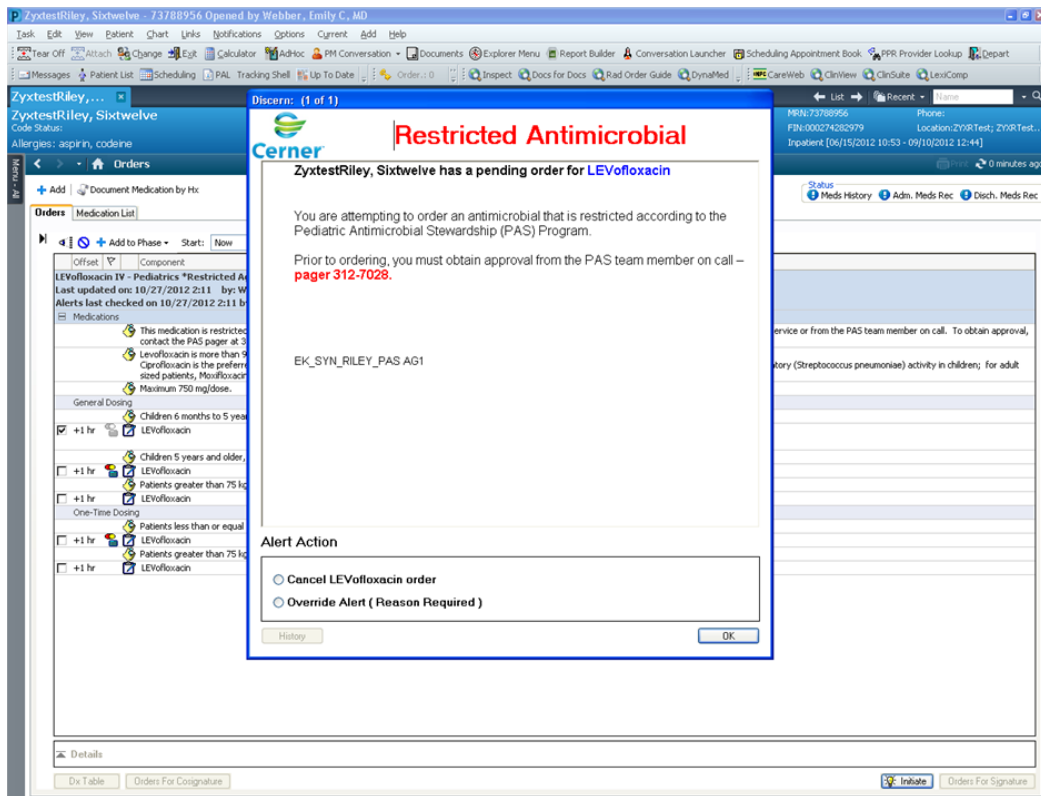 ZyxtestRiley, Sixtwelve - 73788956 Opened by Webber, Emily C, MD
Task Edit View Patient Chart Links Notifications Options Current Add Help
Tear Off Attach Change Exit Calculator AdHoc PM Conversation Documents Explorer Menu Report Builder Conversation Launcher Scheduling Appointment Book PPR Provider Lookup Depart
Messages Patient List Scheduling PAL Tracking Shell Up To Date Order.: 0 Inspect Docs for Docs Rad Order Guide DynaMed CareWeb ClinView ClinSuite LexiComp
ZyxtestRiley,... List Recent Name
ZyxtestRiley, Sixtwelve MRN:73788956 Phone:
Code Status: FIN:000274282979 Location:ZYXRTest; ZYXRTest..
Allergies: aspirin, codeine Inpatient [06/15/2012 10:53 - 09/10/2012 12:44]
Menu - All
Orders Print 0 minutes ago
Add Document Medication by Hx Status
Meds History Adm. Meds Rec Disch. Meds Rec
Orders Medication List
Add to Phase Start: Now
Offset Component
LEVofloxacin IV - Pediatrics *Restricted
Last updated on: 10/27/2012 2:11 by:
Alerts last checked on 10/27/2012 2:11
Medications
This medication is restricted
contact the PAS pager at 3
ervice or from the PAS team member on call. To obtain approval,
Levofloxacin is more than 9
Ciprofloxacin is the preferre
sized patients, Moxifloxacin
tory (Streptococcus pneumoniae) activity in children; for adult
Maximum 750 mg/dose.
General Dosing
Children 6 months to 5 yea
+1 hr LEVofloxacin
Children 5 years and older,
+1 hr LEVofloxacin
Patients greater than 75 kg
+1 hr LEVofloxacin
One-Time Dosing
Patients less than or equal
+1 hr LEVofloxacin
Patients greater than 75 kg
+1 hr LEVofloxacin
Discern: (1 of 1)
Cerner
Restricted Antimicrobial
ZyxtestRiley, Sixtwelve has a pending order for LEVofloxacin
You are attempting to order an antimicrobial that is restricted according to the
Pediatric Antimicrobial Stewardship (PAS) Program.
Prior to ordering, you must obtain approval from the PAS team member on call –
pager 312-7028.
EK_SYN_RILEY_PAS AG1
Alert Action
Cancel LEVofloxacin order
Override Alert ( Reason Required )
History OK
Details
Dx Table Orders For Cosignature Initiate Orders For Signature